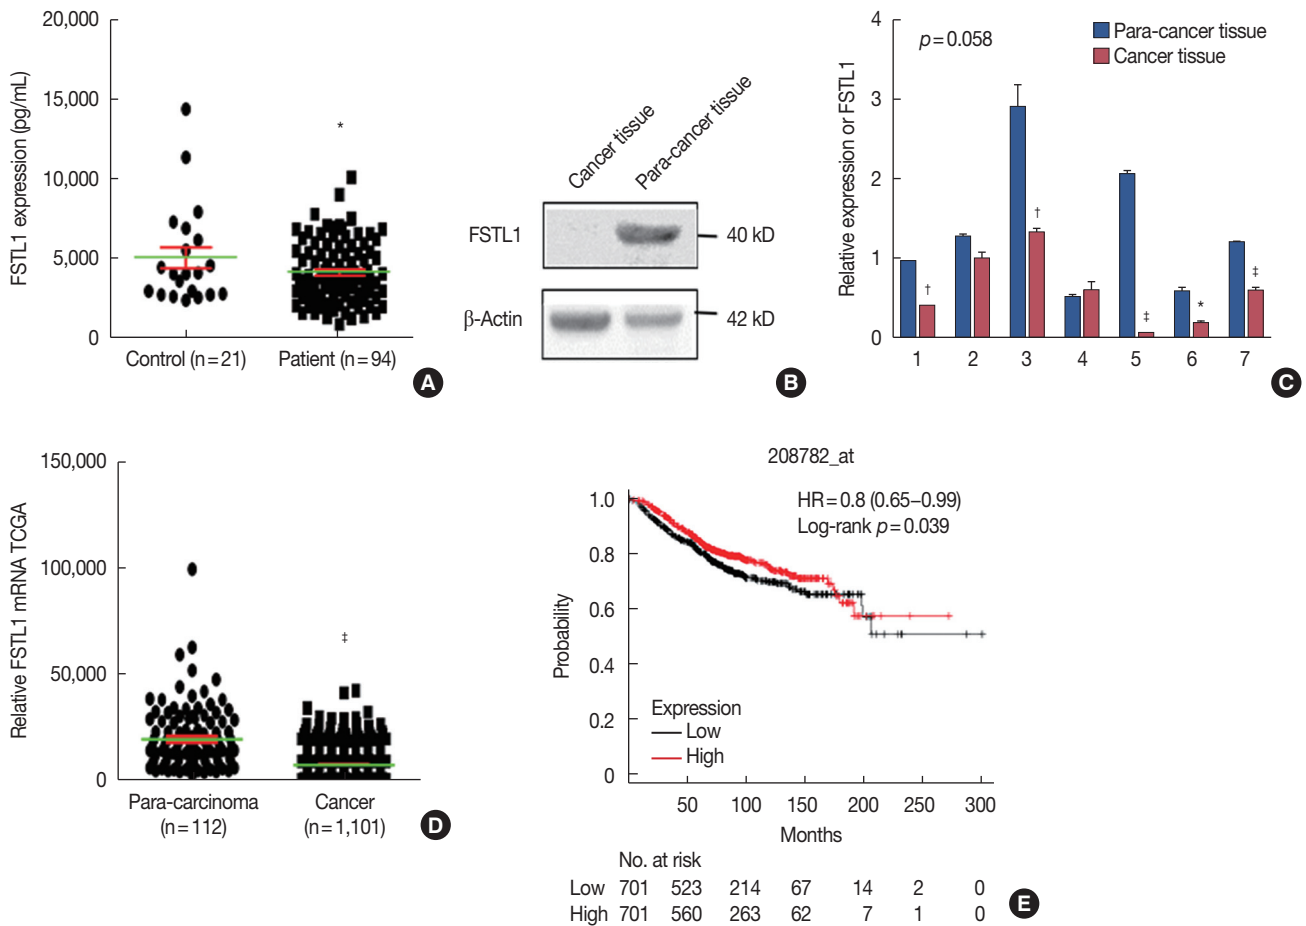 20,000
15,000
10,000
5,000
0
FSTL1 expression (pg/mL)
*
Control (n=21)
Patient (n=94)
A
Cancer tissue
Para-cancer tissue
FSTL1
40 kD
β-Actin
42 kD
B
4
3
2
1
0
Relative expression or FSTL1
p=0.058
Para-cancer tissue
Cancer tissue
†
†
‡
*
‡
1 2 3 4 5 6 7
C
150,000
100,000
50,000
0
Relative FSTL1 mRNA TCGA
‡
Para-carcinoma
(n=112)
Cancer
(n=1,101)
D
208782_at
HR=0.8 (0.65–0.99)
Log-rank p=0.039
1.0
0.8
0.6
0.4
0.2
0
Probability
Expression
Low
High
50 100 150 200 250 300
Months
No. at risk
Low 701 523 214 67 14 2 0
High 701 560 263 62 7 1 0
E